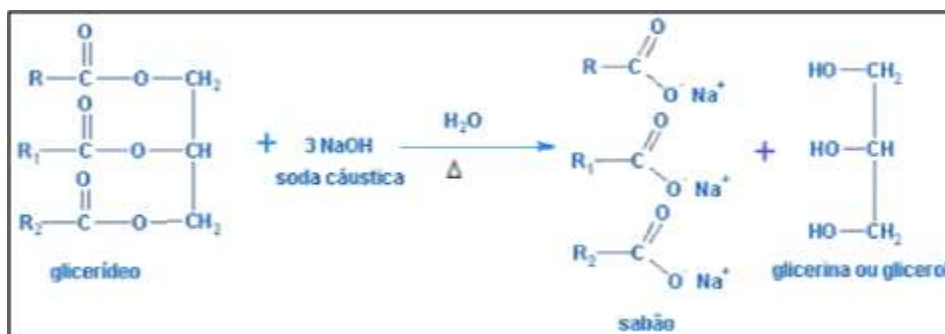 O
R—C—O—CH₂
O
R₁—C—O—CH + 3 NaOH H₂O Δ
soda cáustica
O
R₂—C—O—CH₂
glicerídeo
O
R—C
O⁻ Na⁺
O
R₁—C
O⁻ Na⁺
O
R₂—C
O⁻ Na⁺
sabão
+
HO—CH₂
HO—CH
HO—CH₂
glicerina ou glicerol